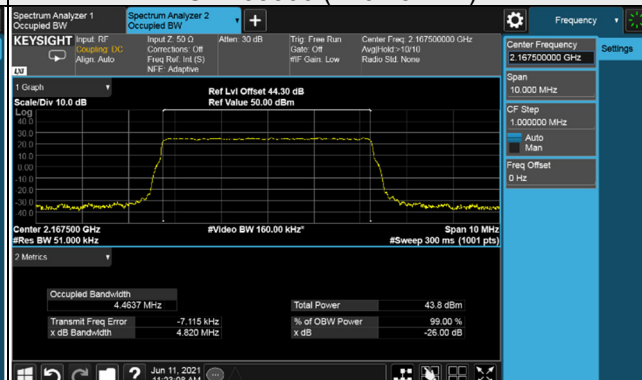 Spectrum Analyzer 1
Occupied BW
Spectrum Analyzer 2
Occupied BW
Frequency
KEYSIGHT
Input: RF
Coupling: DC
Align: Auto
Input Z: 50 Ω
Corrections: Off
Freq Ref: Int (S)
NFE: Adaptive
Atten: 30 dB
Trig: Free Run
Gate: Off
#IF Gain: Low
Center Freq: 2.167500000 GHz
Avg|Hold:>10/10
Radio Std: None
Center Frequency
2.167500000 GHz
Settings
Span
10.000 MHz
CF Step
1.000000 MHz
Auto
Man
Freq Offset
0 Hz
1 Graph
Scale/Div 10.0 dB
Ref Lvl Offset 44.30 dB
Ref Value 50.00 dBm
Log
40.0
30.0
20.0
10.0
0.00
-10.0
-20.0
-30.0
-40.0
Center 2.167500 GHz
#Res BW 51.000 kHz
#Video BW 160.00 kHz*
Span 10 MHz
#Sweep 300 ms (1001 pts)
2 Metrics
Occupied Bandwidth
4.4637 MHz
Total Power
43.8 dBm
Transmit Freq Error
-7.115 kHz
% of OBW Power
99.00 %
x dB Bandwidth
4.820 MHz
x dB
-26.00 dB
Jun 11, 2021